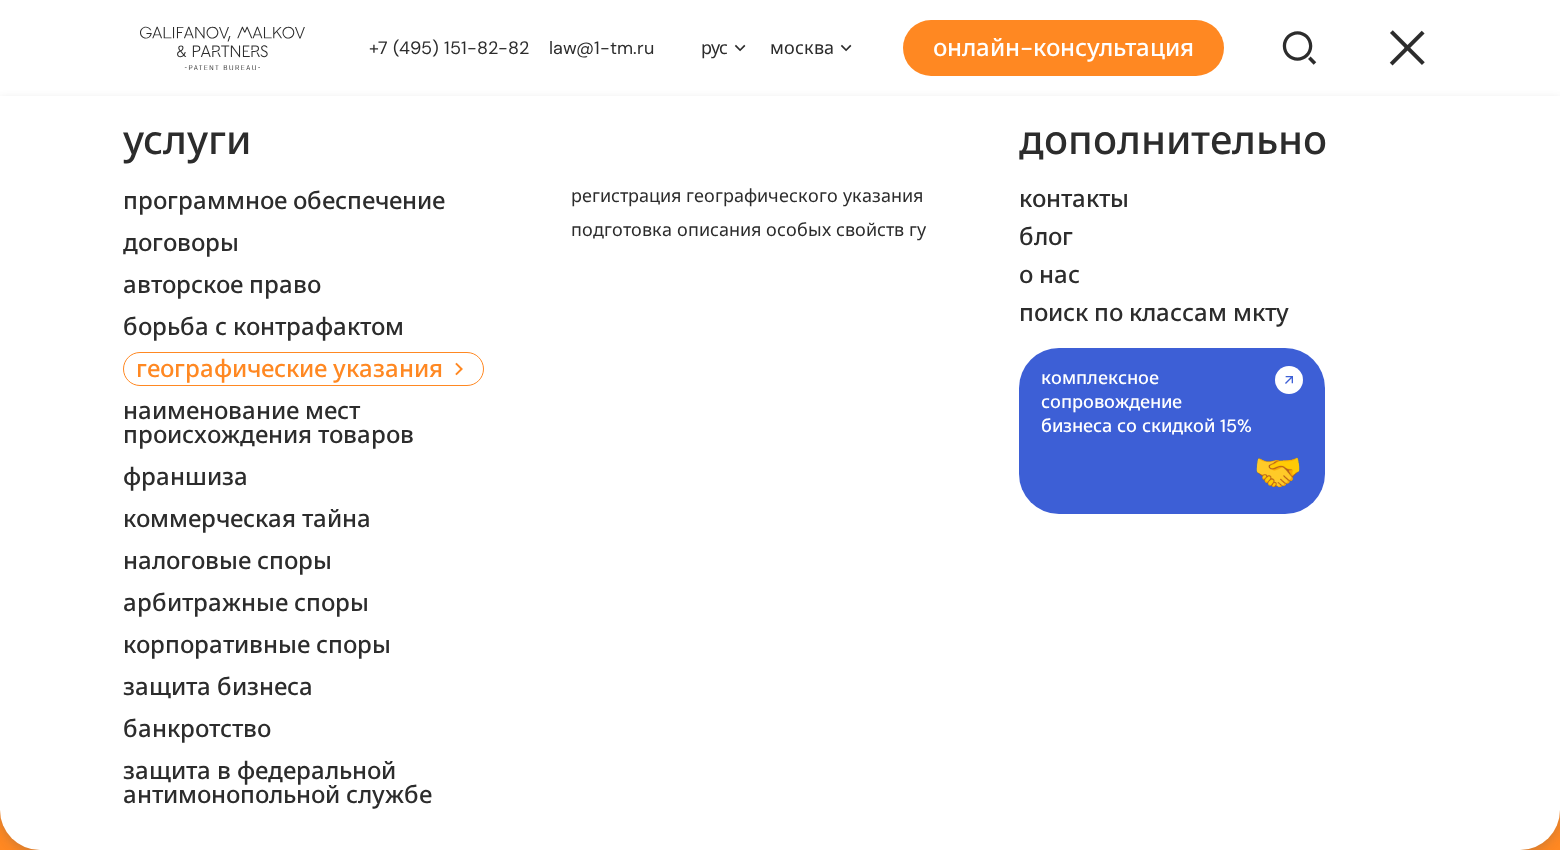 GALIFANOV, MALKOV
& PARTNERS
-PATENT BUREAU-
+7 (495) 151-82-82
law@1-tm.ru
рус
москва
онлайн-консультация
услуги
программное обеспечение
договоры
авторское право
борьба с контрафактом
географические указания
наименование мест
происхождения товаров
франшиза
коммерческая тайна
налоговые споры
арбитражные споры
корпоративные споры
защита бизнеса
банкротство
защита в федеральной
антимонопольной службе
регистрация географического указания
подготовка описания особых свойств гу
дополнительно
контакты
блог
о нас
поиск по классам мкту
комплексное
сопровождение
бизнеса со скидкой 15%